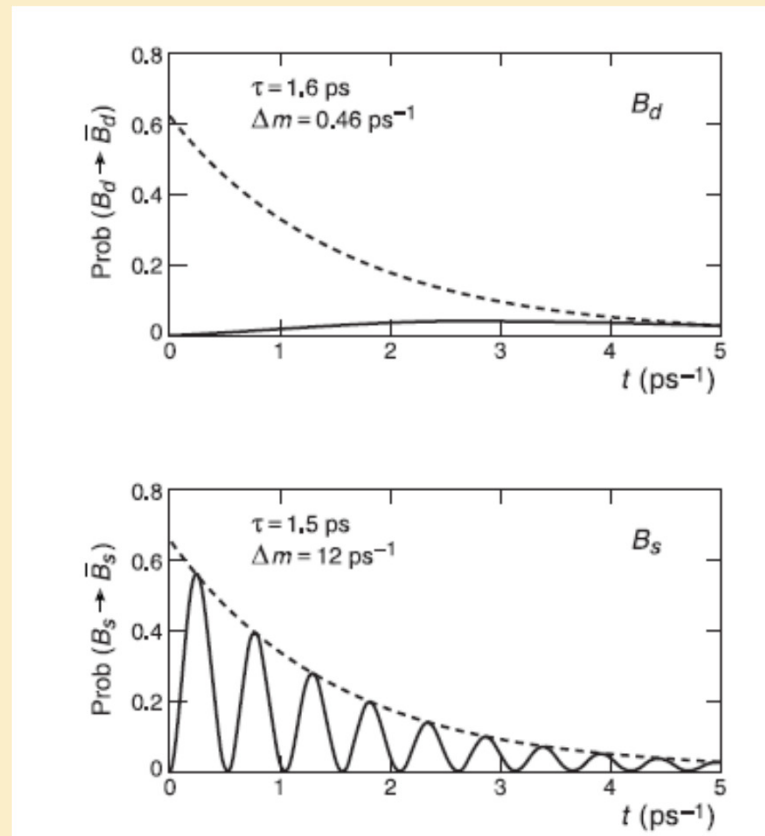 0.8
τ=1.6 ps
Δm=0.46 ps⁻¹
B_d
0.6
0.4
0.2
0
Prob (B_d → B̄_d)
0 1 2 3 4 5
t (ps⁻¹)
0.8
τ=1.5 ps
Δm=12 ps⁻¹
B_s
0.6
0.4
0.2
0
Prob (B_s → B̄_s)
0 1 2 3 4 5
t (ps⁻¹)